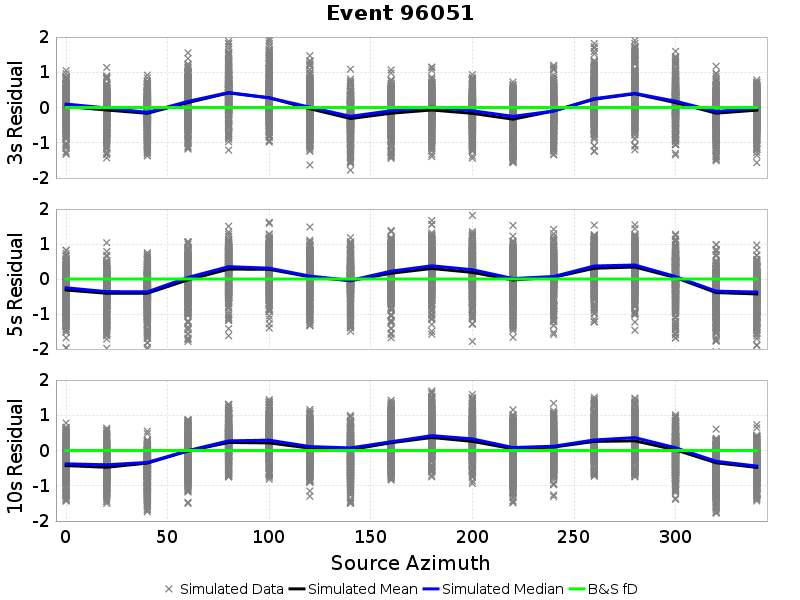 Event 96051
3s Residual
2
1
0
-1
-2
5s Residual
2
1
0
-1
-2
10s Residual
2
1
0
-1
-2
0 50 100 150 200 250 300
Source Azimuth
Simulated Data Simulated Mean Simulated Median B&S fD